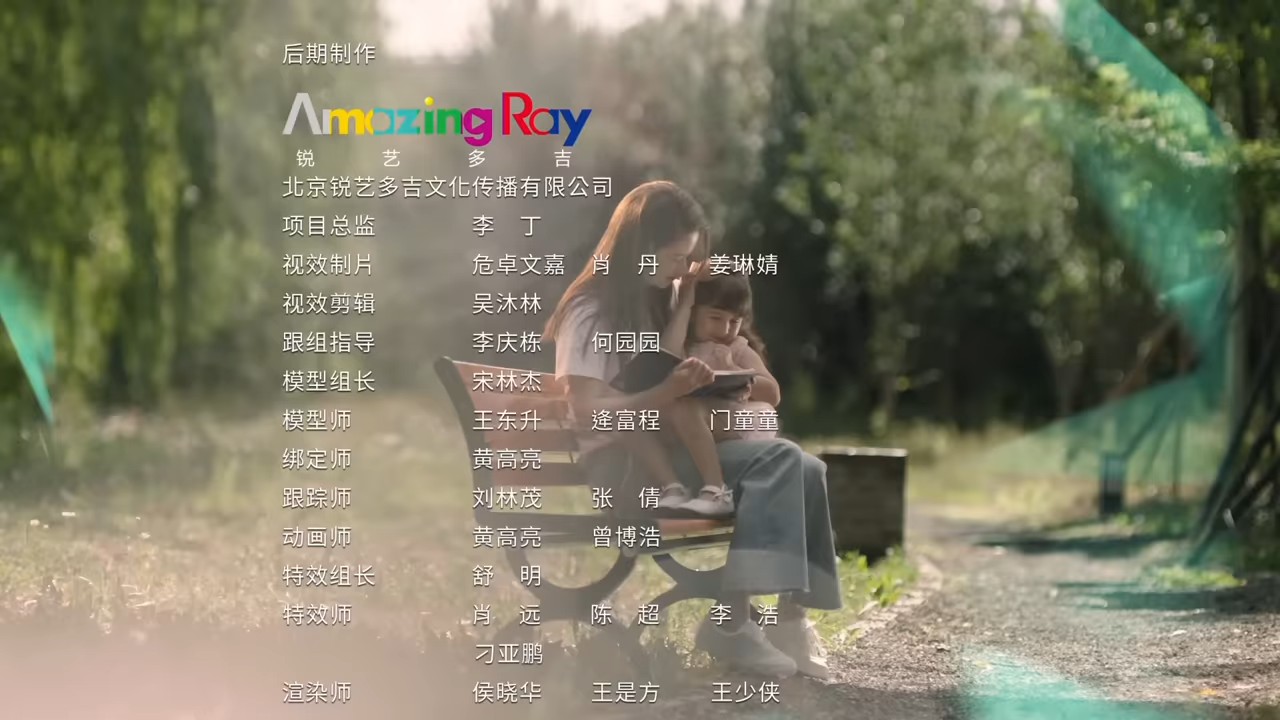 后期制作
Amazing Ray
锐 艺 多 吉
北京锐艺多吉文化传播有限公司
项目总监 李 丁
视效制片 危卓文嘉 肖 丹 姜琳婧
视效剪辑 吴沐林
跟组指导 李庆栋 何园园
模型组长 宋林杰
模型师 王东升 逄富程 门童童
绑定师 黄高亮
跟踪师 刘林茂 张 倩
动画师 黄高亮 曾博浩
特效组长 舒 明
特效师 肖 远 陈 超 李 浩
刁亚鹏
渲染师 侯晓华 王是方 王少侠